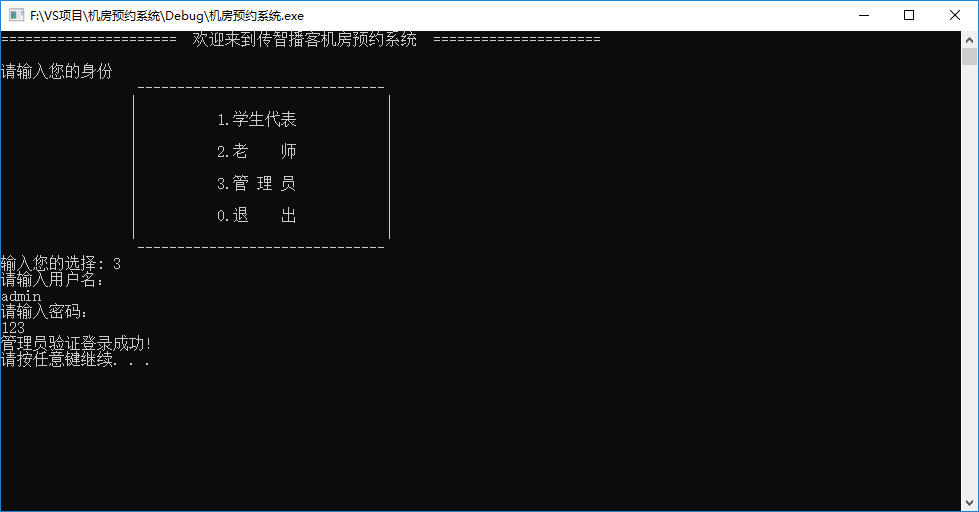 F:\VS项目\机房预约系统\Debug\机房预约系统.exe
======================  欢迎来到传智播客机房预约系统  =====================
请输入您的身份
-------------------------------
|                               |
|          1.学生代表           |
|                               |
|          2.老    师           |
|                               |
|          3.管 理 员           |
|                               |
|          0.退    出           |
|                               |
-------------------------------
输入您的选择: 3
请输入用户名:
admin
请输入密码:
123
管理员验证登录成功!
请按任意键继续. . .